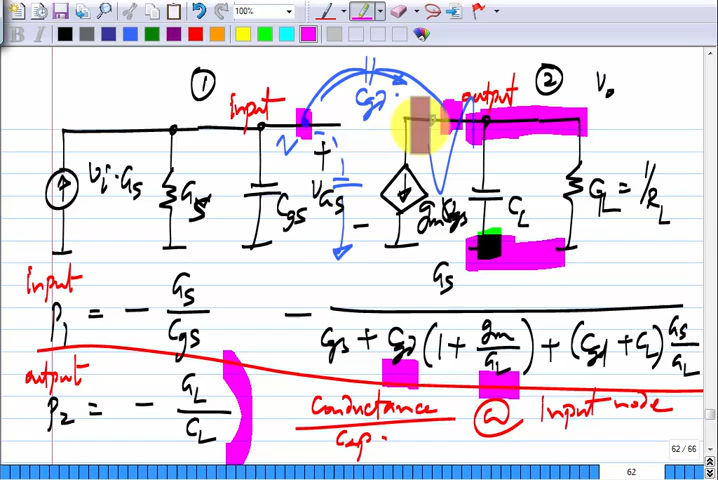 100%
B
① ② v₀
input Cgd output
vi·Gs Gs Cgs + vGs − gmvgs CL GL = 1/RL
input Gs
p1 = − Gs/Cgs − Cgs + Cgd (1 + gm/GL) + (Cgd + CL) Gs/GL
output
p2 = − GL/CL Conductance/Cap. @ input node
62 / 66
62